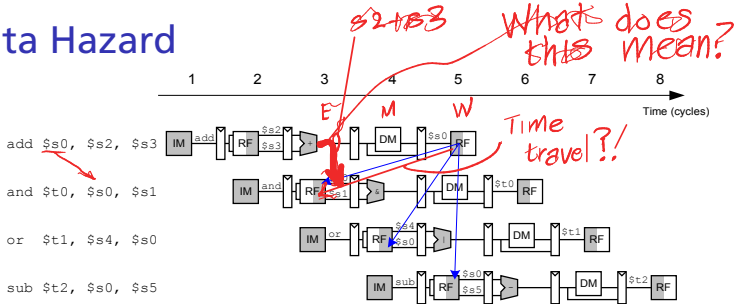 s2+s3
What does
this mean?
ta Hazard
1 2 3 4 5 6 7 8
Time (cycles)
E M W
add $s0, $s2, $s3 IM add RF $s2 $s3 + DM $s0 RF
Time
travel?!
and $t0, $s0, $s1 IM and RF $s1 & DM $t0 RF
or $t1, $s4, $s0 IM or RF $s4 $s0 | DM $t1 RF
sub $t2, $s0, $s5 IM sub RF $s0 $s5 - DM $t2 RF